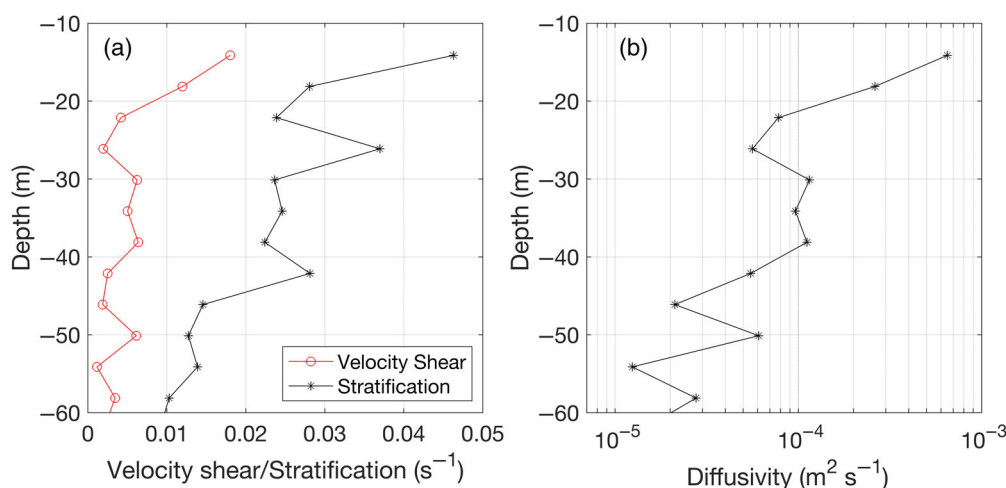 (a)
−10
−20
−30
−40
−50
−60
Depth (m)
0
0.01
0.02
0.03
0.04
0.05
Velocity shear/Stratification (s⁻¹)
Velocity Shear
Stratification
(b)
−10
−20
−30
−40
−50
−60
Depth (m)
10⁻⁵
10⁻⁴
10⁻³
Diffusivity (m² s⁻¹)